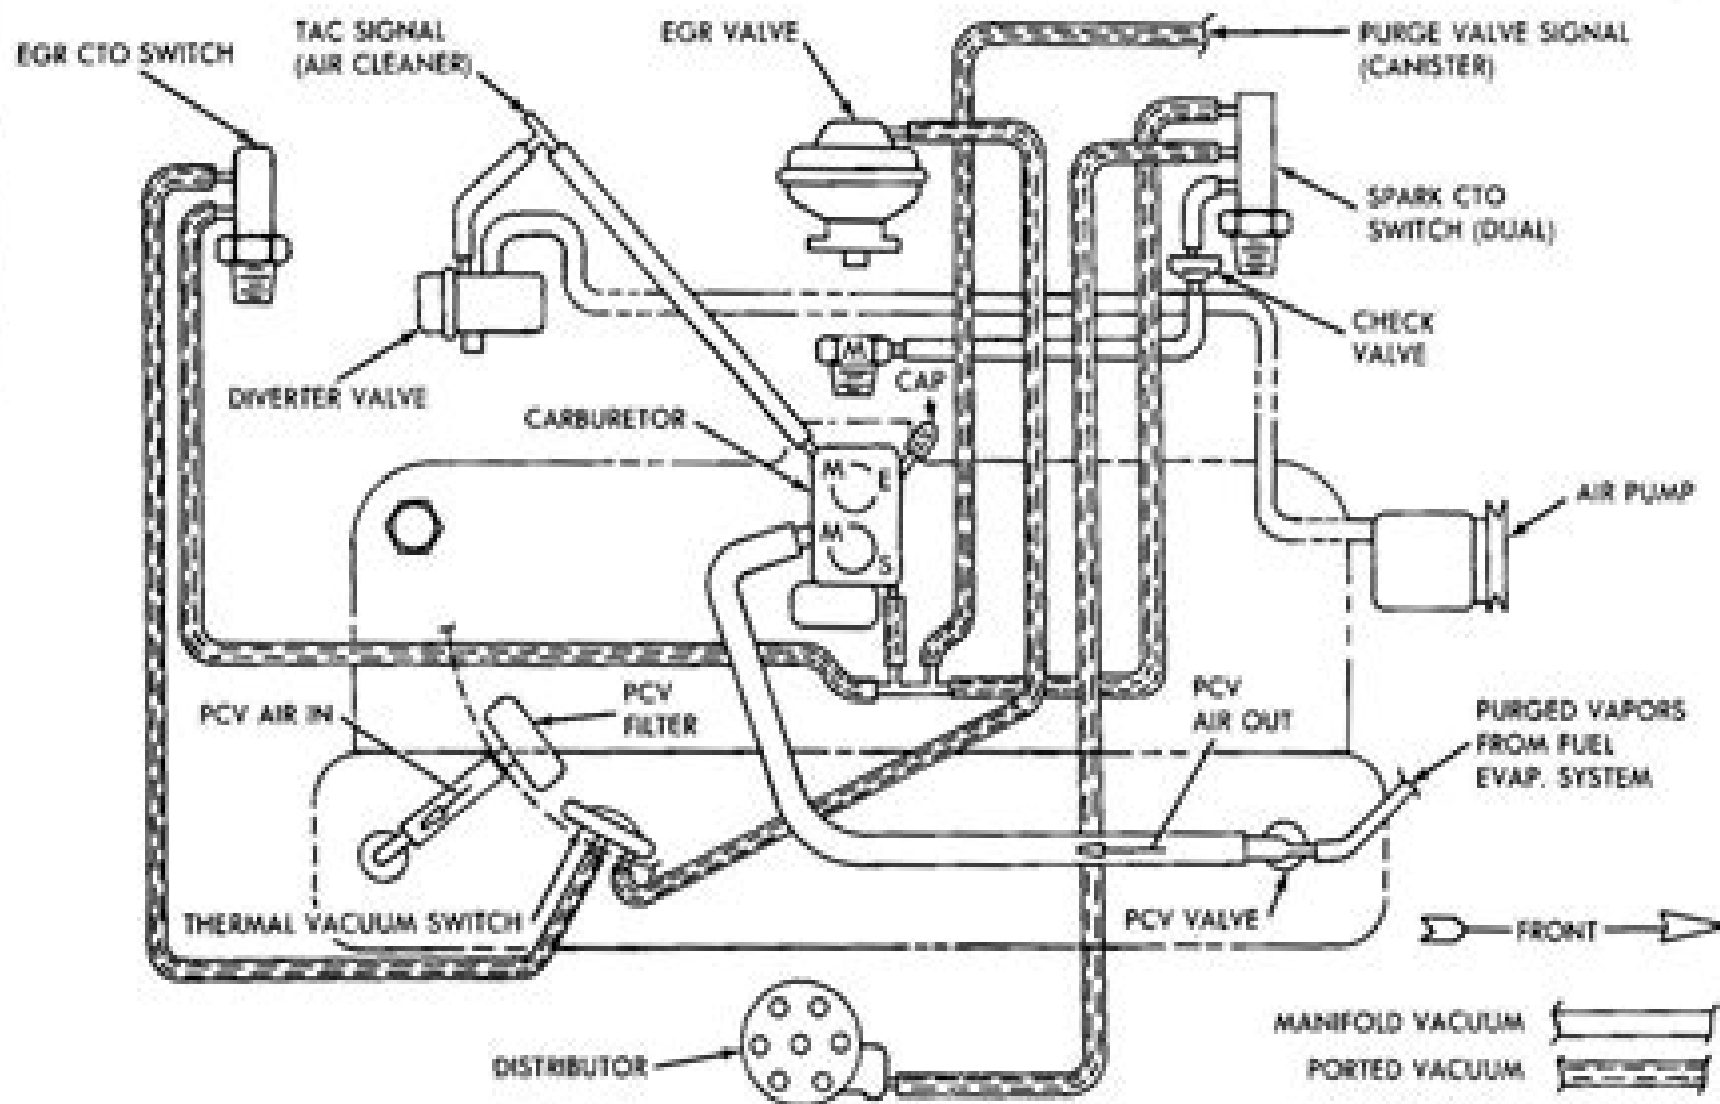 EGR CTO SWITCH
TAC SIGNAL
(AIR CLEANER)
EGR VALVE
PURGE VALVE SIGNAL
(CANISTER)
SPARK CTO
SWITCH (DUAL)
CHECK
VALVE
DIVERTER VALVE
M
CAP
CARBURETOR
M
E
M
S
AIR PUMP
PCV AIR IN
PCV
FILTER
PCV
AIR OUT
PURGED VAPORS
FROM FUEL
EVAP. SYSTEM
THERMAL VACUUM SWITCH
PCV VALVE
FRONT
DISTRIBUTOR
MANIFOLD VACUUM
PORTED VACUUM